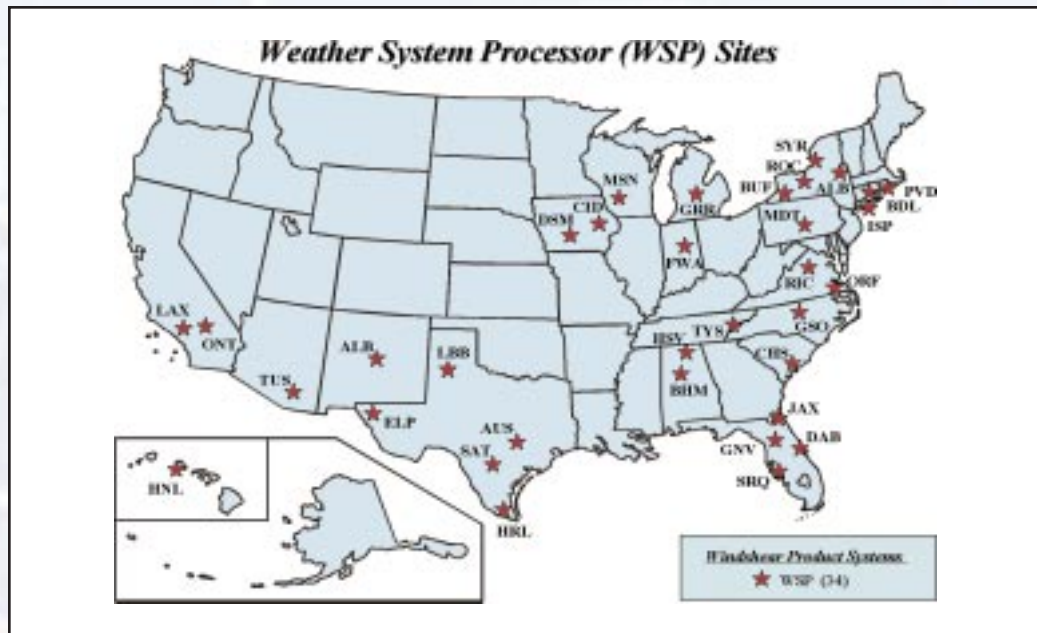 Weather System Processor (WSP) Sites
SYR
ROC
MSN
BUF
ALB
PVD
CID
GRR
BDL
DSM
MDT
ISP
FWA
RIC
ORF
LAX
TYS
ONT
HSV
GSO
ALB
LBB
CHS
TUS
BHM
ELP
JAX
AUS
DAB
GNV
SAT
SRQ
HNL
HRL
Windshear Product Systems
WSP (34)